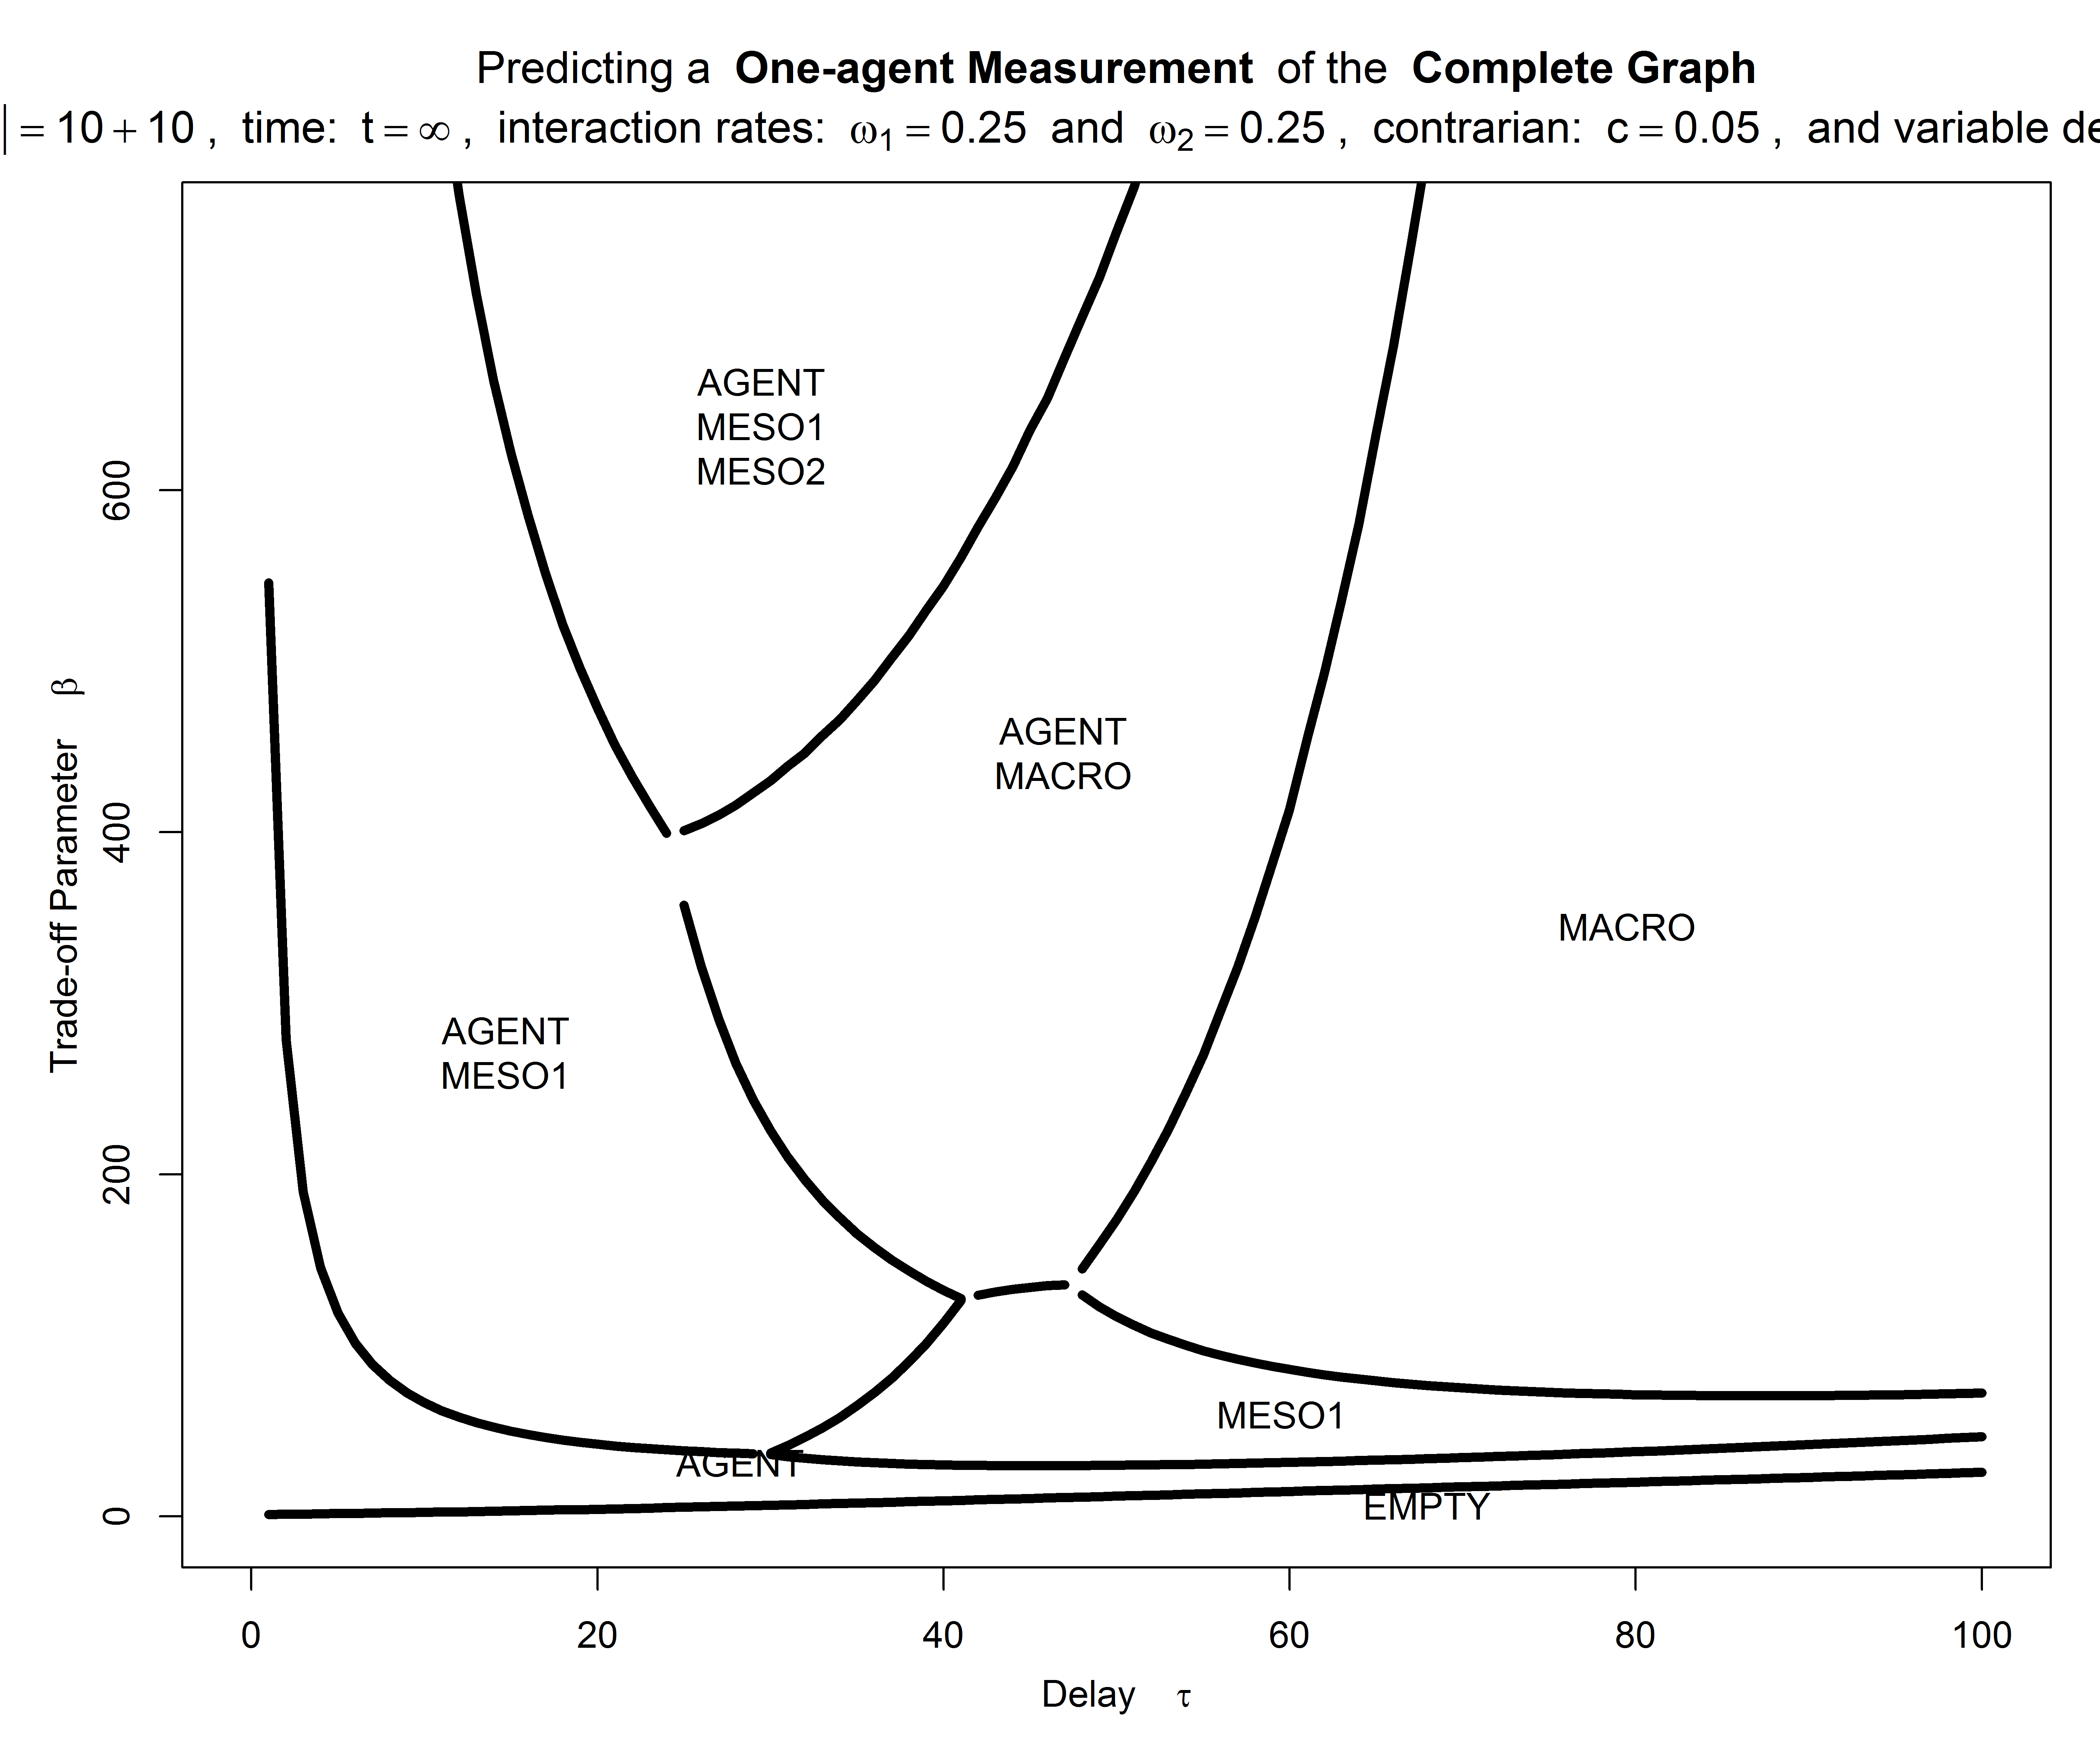 Predicting a One-agent Measurement of the Complete Graph
| = 10 + 10 , time: t = ∞ , interaction rates: ω1 = 0.25 and ω2 = 0.25 , contrarian: c = 0.05 , and variable de
AGENT
MESO1
MESO2
AGENT
MACRO
MACRO
AGENT
MESO1
MESO1
AGENT
EMPTY
Trade-off Parameter β
600
400
200
0
0 20 40 60 80 100
Delay τ